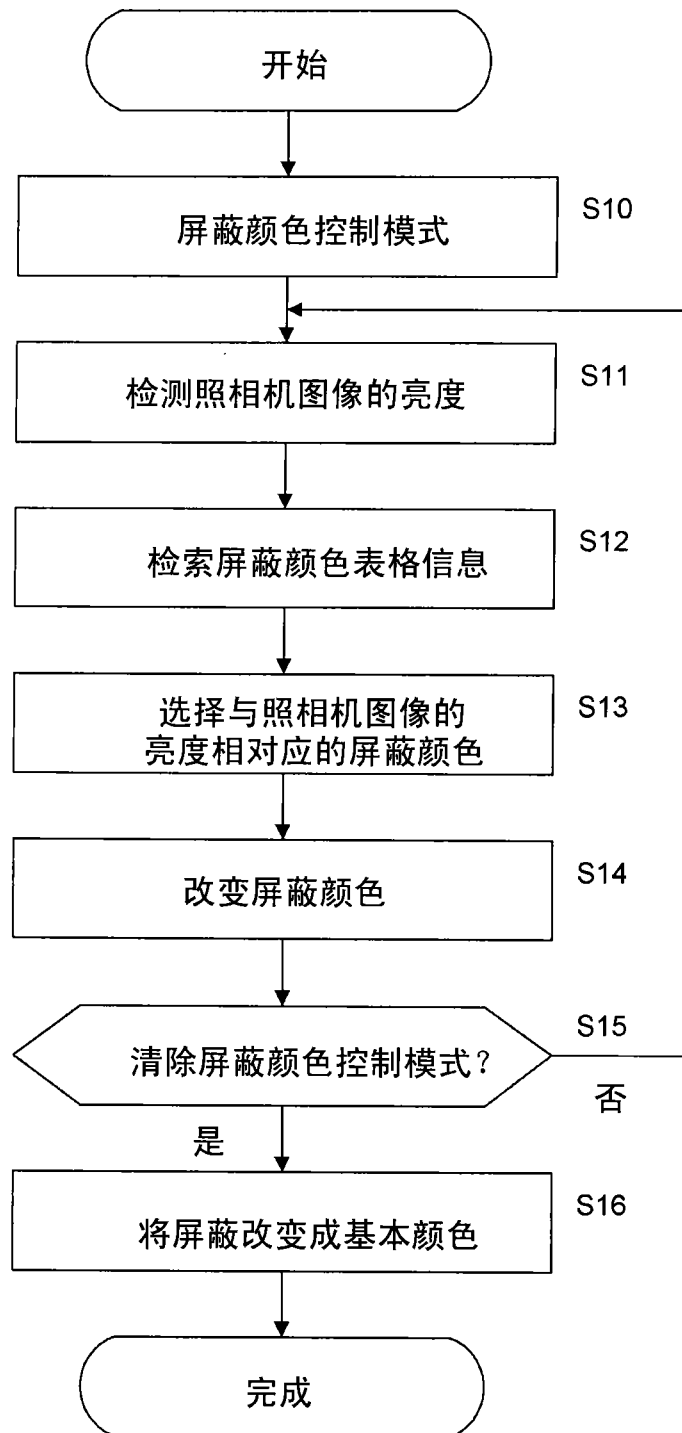 开始
屏蔽颜色控制模式
S10
检测照相机图像的亮度
S11
检索屏蔽颜色表格信息
S12
选择与照相机图像的
亮度相对应的屏蔽颜色
S13
改变屏蔽颜色
S14
清除屏蔽颜色控制模式？
S15
否
是
将屏蔽改变成基本颜色
S16
完成